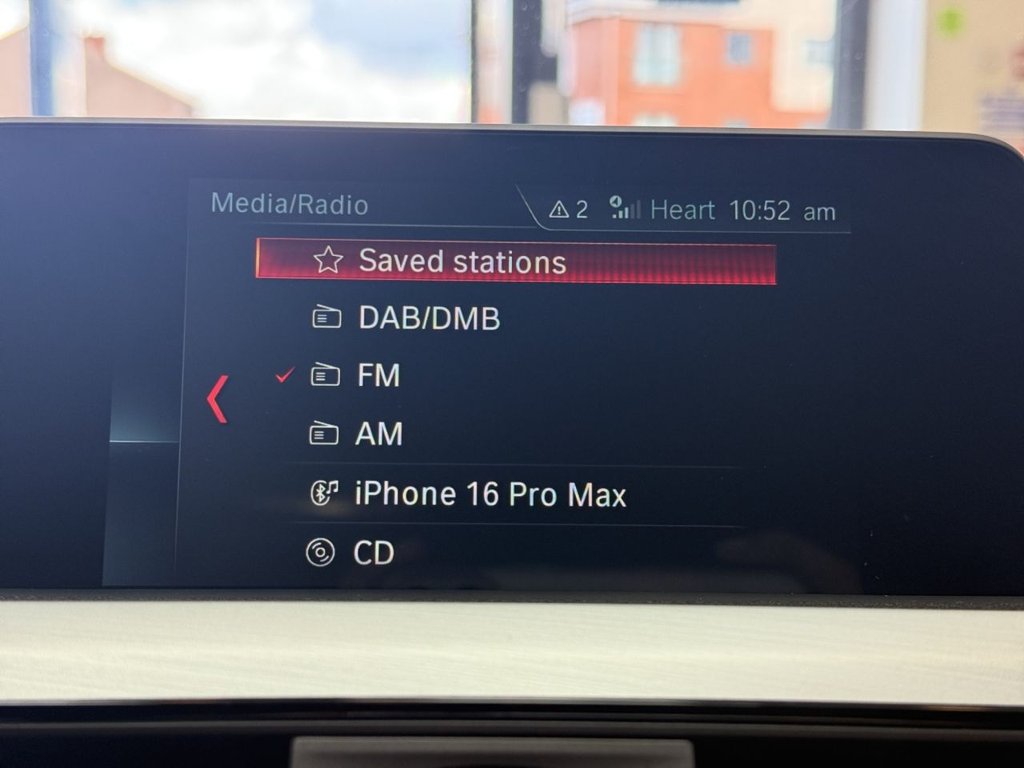 Media/Radio 2 Heart 10:52 am
Saved stations
DAB/DMB
FM
AM
iPhone 16 Pro Max
CD